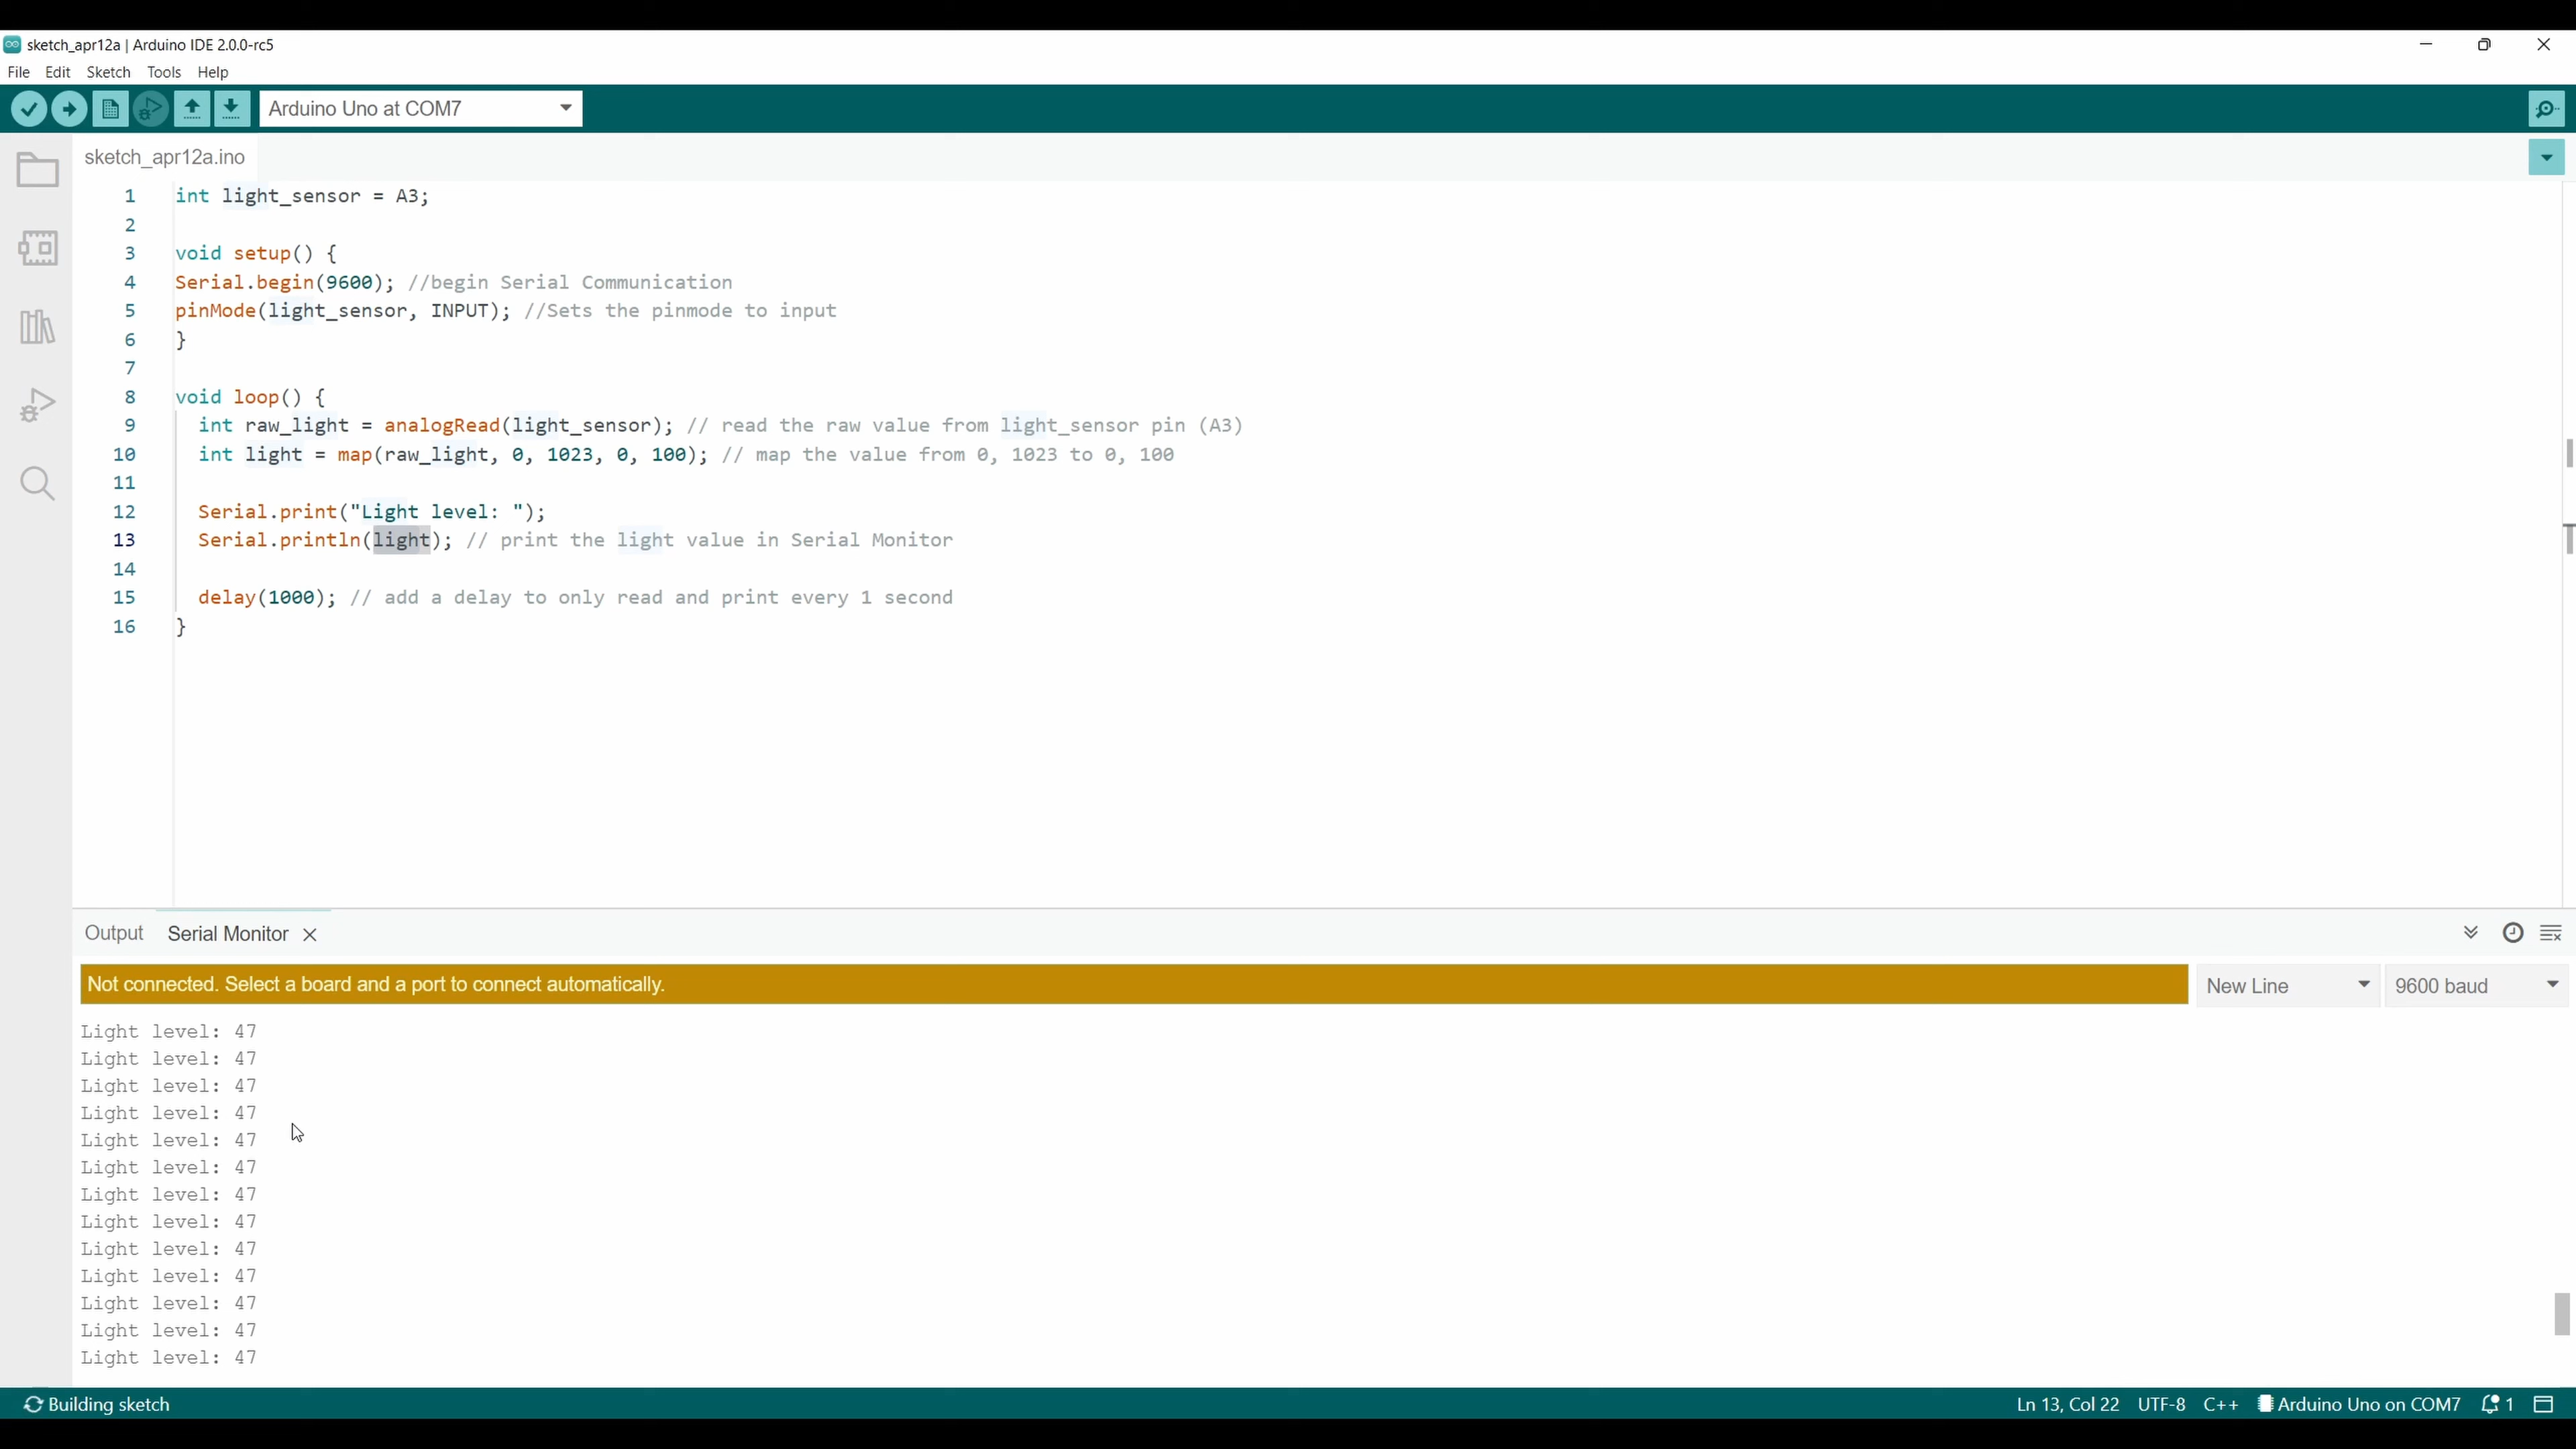 sketch_apr12a | Arduino IDE 2.0.0-rc5
File Edit Sketch Tools Help
Arduino Uno at COM7
sketch_apr12a.ino
1 int light_sensor = A3;
2
3 void setup() {
4 Serial.begin(9600); //begin Serial Communication
5 pinMode(light_sensor, INPUT); //Sets the pinmode to input
6 }
7
8 void loop() {
9 int raw_light = analogRead(light_sensor); // read the raw value from light_sensor pin (A3)
10 int light = map(raw_light, 0, 1023, 0, 100); // map the value from 0, 1023 to 0, 100
11
12 Serial.print("Light level: ");
13 Serial.println(light); // print the light value in Serial Monitor
14
15 delay(1000); // add a delay to only read and print every 1 second
16 }
Output Serial Monitor
Not connected. Select a board and a port to connect automatically. New Line 9600 baud
Light level: 47
Light level: 47
Light level: 47
Light level: 47
Light level: 47
Light level: 47
Light level: 47
Light level: 47
Light level: 47
Light level: 47
Light level: 47
Light level: 47
Light level: 47
Building sketch Ln 13, Col 22 UTF-8 C++ Arduino Uno on COM7 1